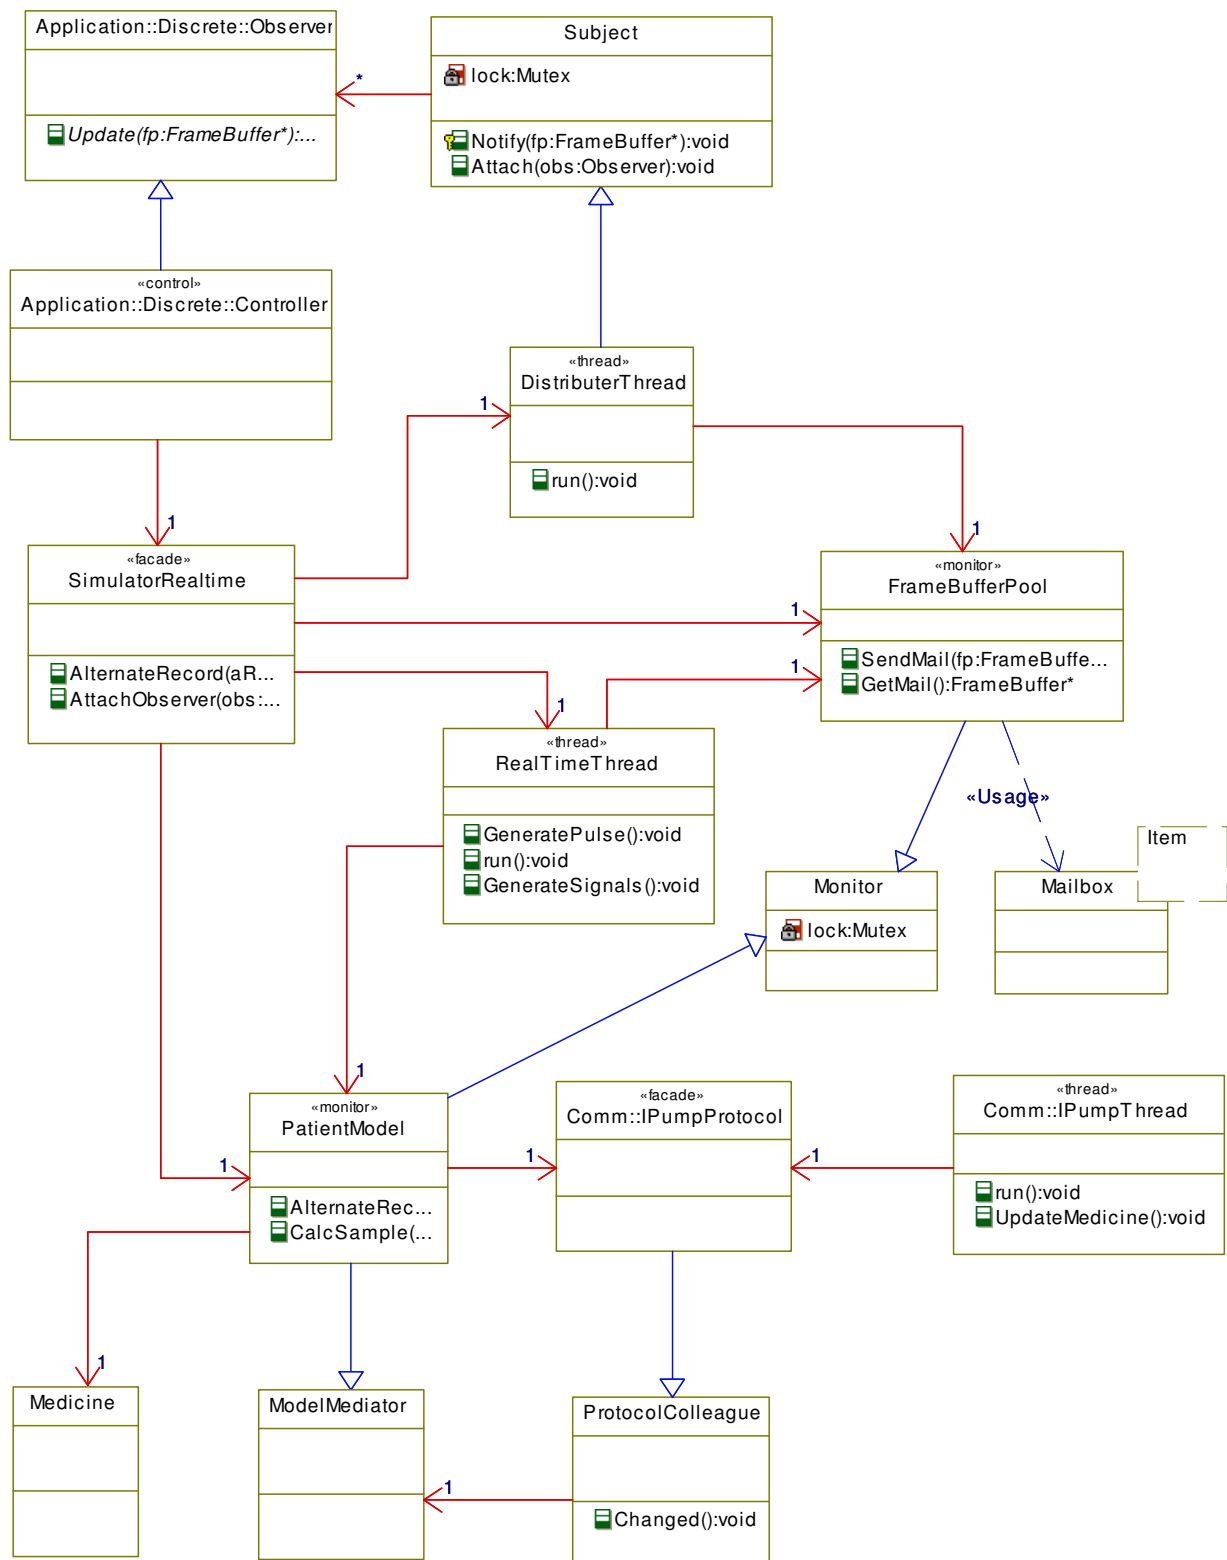 Application::Discrete::Observer
Update(fp:FrameBuffer*):...
*
Subject
lock:Mutex
Notify(fp:FrameBuffer*):void
Attach(obs:Observer):void
«control»
Application::Discrete::Controller
«thread»
DistributerThread
run():void
1
1
1
«facade»
SimulatorRealtime
AlternateRecord(aR...
AttachObserver(obs:...
«monitor»
FrameBufferPool
SendMail(fp:FrameBuffe...
GetMail():FrameBuffer*
1
1
1
«thread»
RealTimeThread
GeneratePulse():void
run():void
GenerateSignals():void
«Usage»
Item
Monitor
lock:Mutex
Mailbox
1
1
«monitor»
PatientModel
AlternateRec...
CalcSample(...
1
«facade»
Comm::IPumpProtocol
1
«thread»
Comm::IPumpThread
run():void
UpdateMedicine():void
1
Medicine
ModelMediator
1
ProtocolColleague
Changed():void